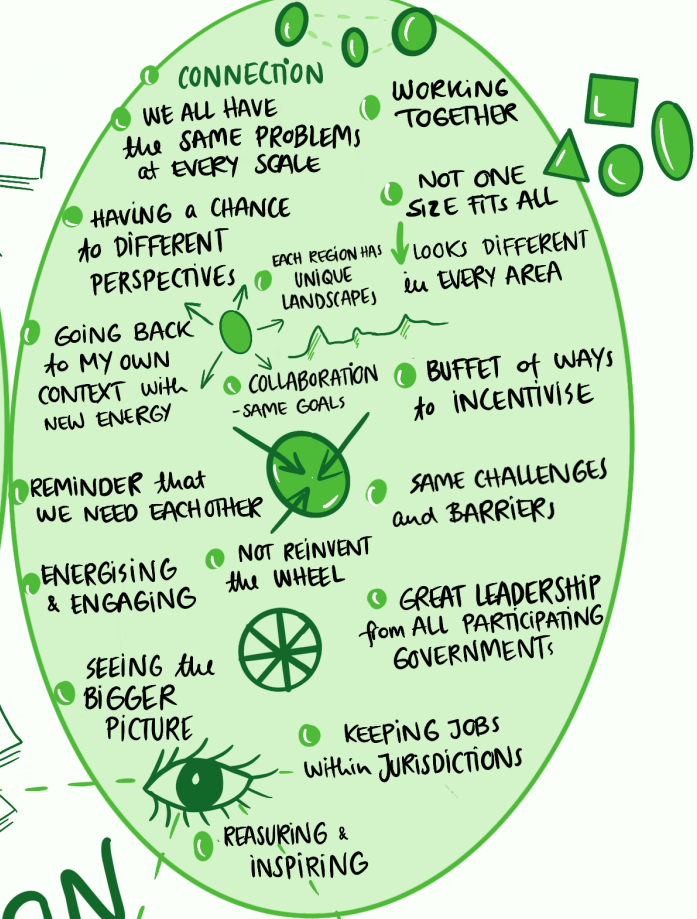 CONNECTION
WE ALL HAVE
the SAME PROBLEMS
at EVERY SCALE
WORKING
TOGETHER
HAVING a CHANCE
to DIFFERENT
PERSPECTIVES
NOT ONE
SIZE FITS ALL
LOOKS DIFFERENT
in EVERY AREA
EACH REGION HAS
UNIQUE
LANDSCAPES
GOING BACK
to MY OWN
CONTEXT with
NEW ENERGY
COLLABORATION
-SAME GOALS
BUFFET of WAYS
to INCENTIVISE
REMINDER that
WE NEED EACH OTHER
SAME CHALLENGES
and BARRIERS
ENERGISING
& ENGAGING
NOT REINVENT
the WHEEL
GREAT LEADERSHIP
from ALL PARTICIPATING
GOVERNMENTS
SEEING the
BIGGER
PICTURE
KEEPING JOBS
within JURISDICTIONS
REASURING &
INSPIRING
ON